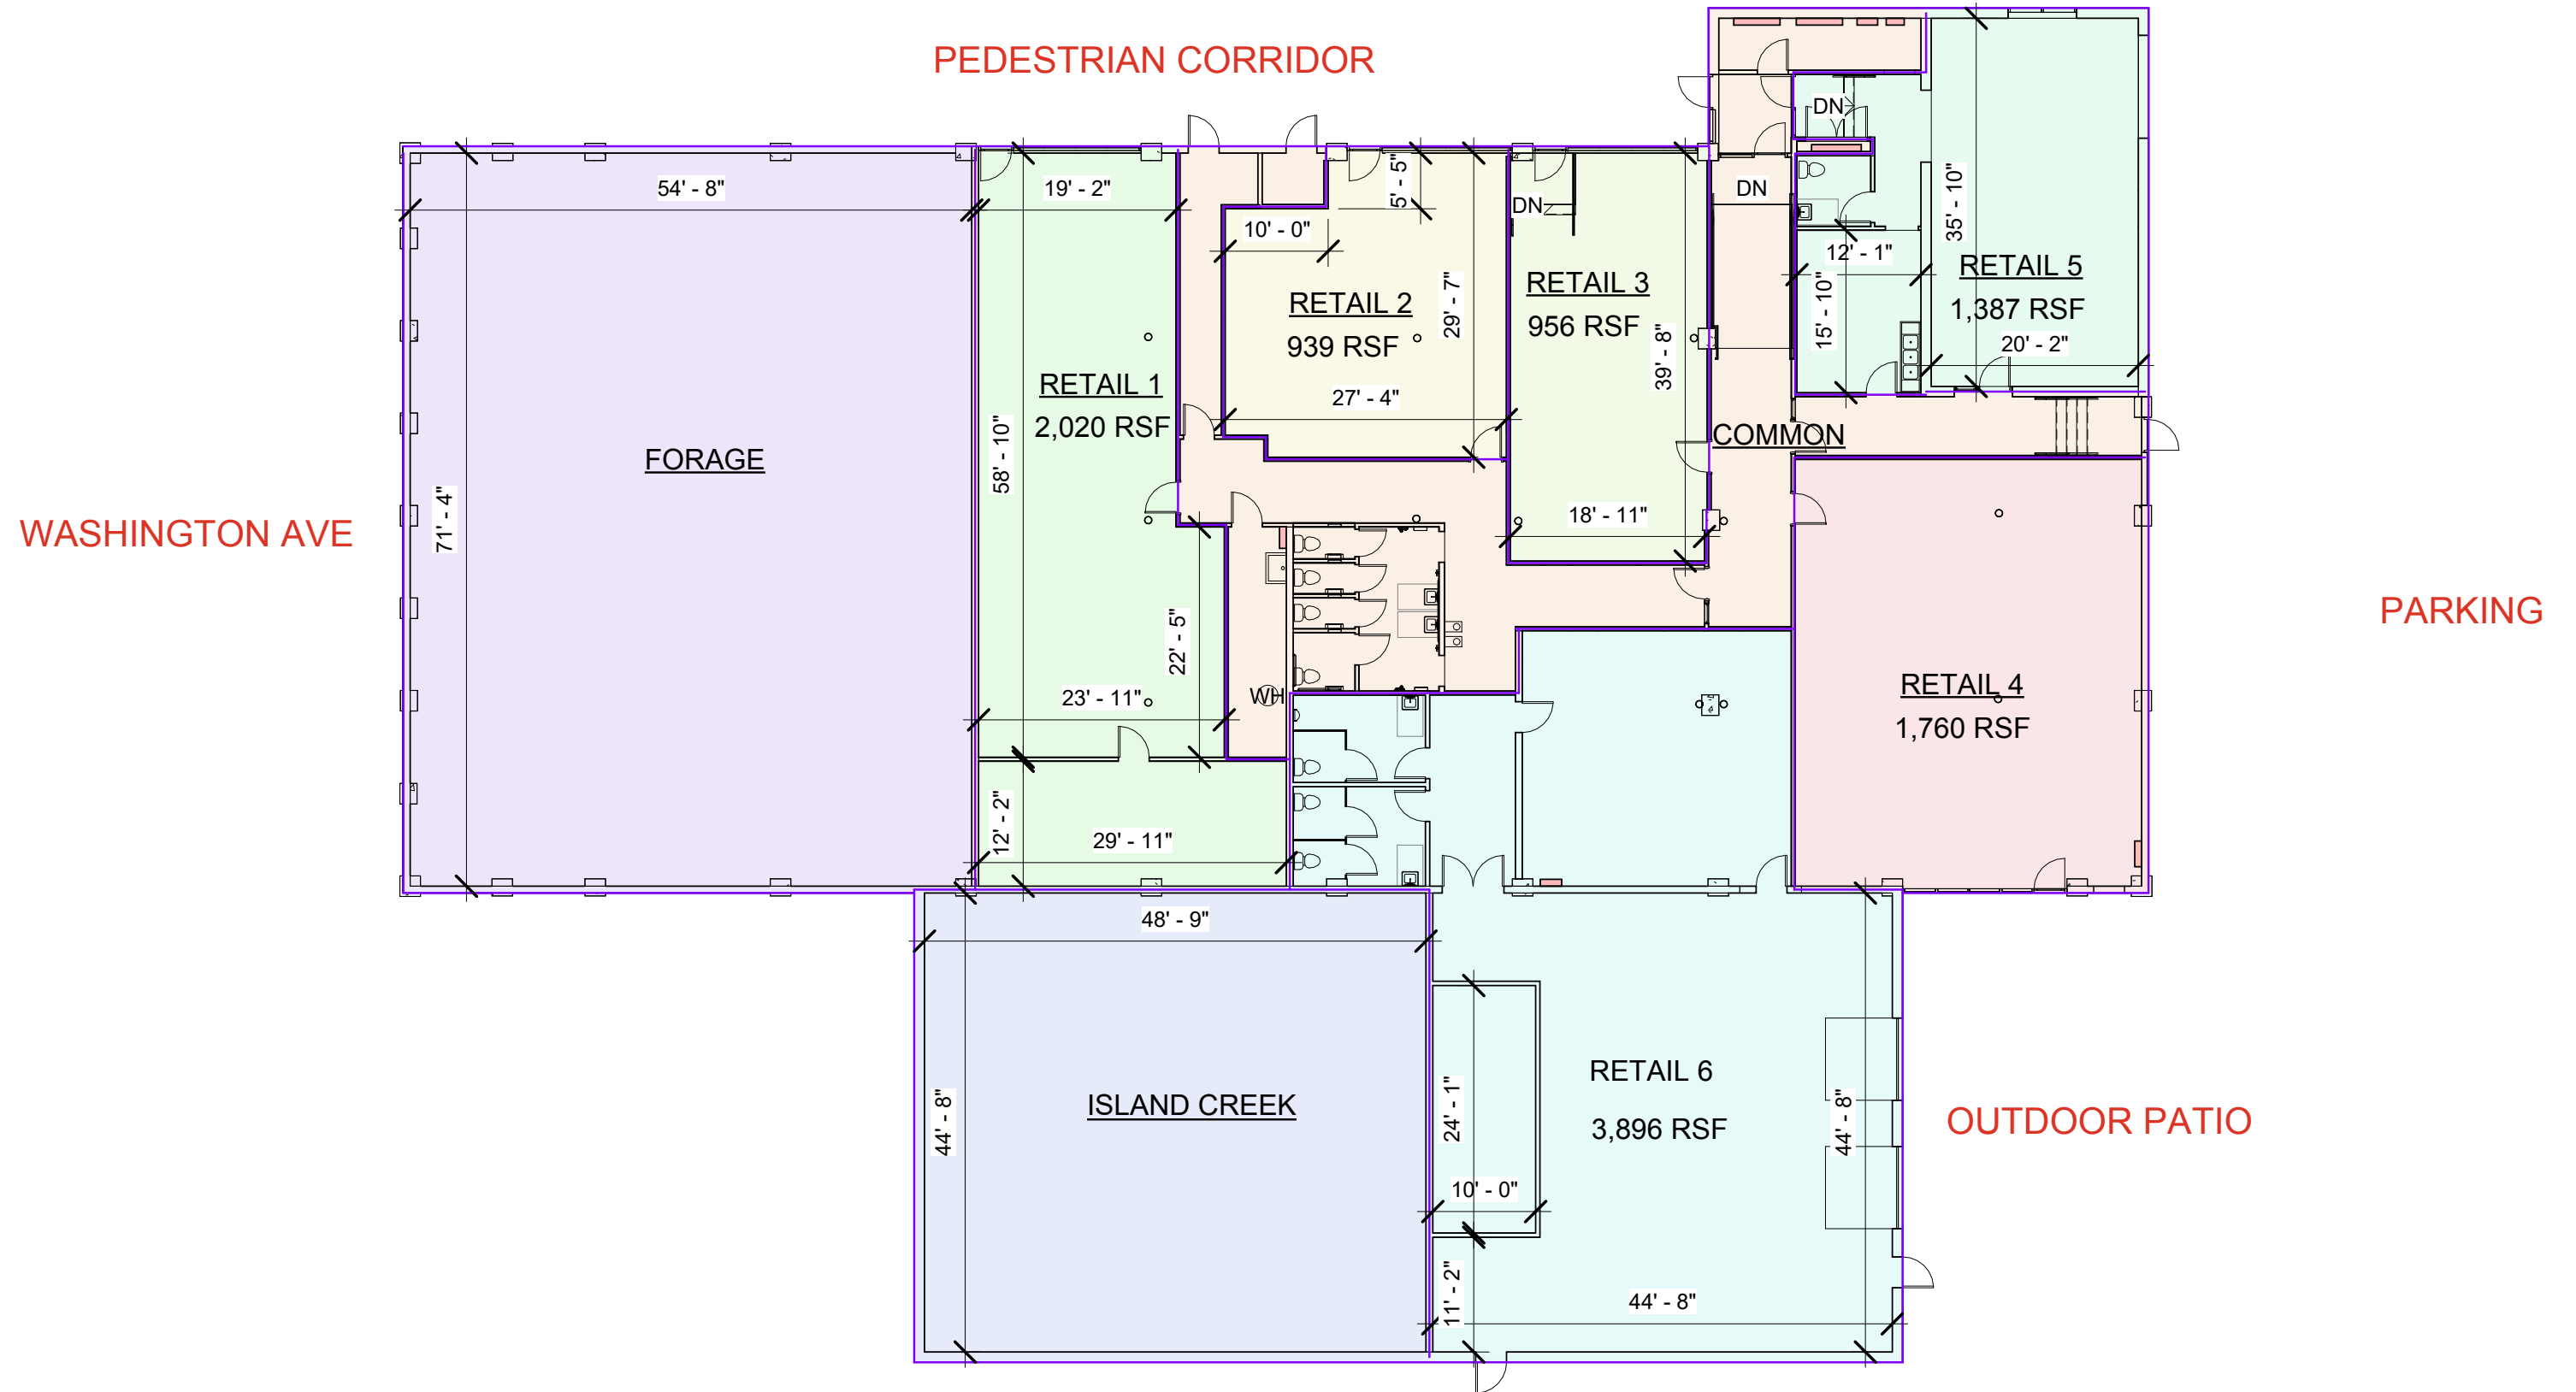 PEDESTRIAN CORRIDOR
DN
54' - 8"
19' - 2"
5' - 5"
DN
DN
35' - 10"
10' - 0"
12' - 1"
RETAIL 5
1,387 RSF
RETAIL 2
939 RSF
29' - 7"
RETAIL 3
956 RSF
39' - 8"
15' - 10"
20' - 2"
RETAIL 1
2,020 RSF
27' - 4"
COMMON
FORAGE
58' - 10"
71' - 4"
WASHINGTON AVE
18' - 11"
PARKING
22' - 5"
23' - 11"
WH
RETAIL 4
1,760 RSF
12' - 2"
29' - 11"
48' - 9"
RETAIL 6
3,896 RSF
ISLAND CREEK
44' - 8"
24' - 1"
44' - 8"
OUTDOOR PATIO
10' - 0"
11' - 2"
44' - 8"